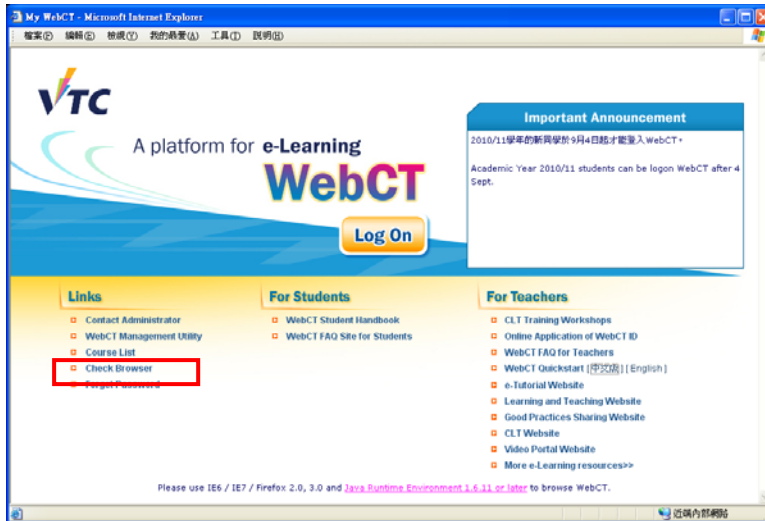 My WebCT - Microsoft Internet Explorer
檔案(F) 編輯(E) 檢視(V) 我的最愛(A) 工具(T) 說明(H)
VTC
A platform for e-Learning
WebCT
Log On
Important Announcement
2010/11學年的新同學於9月4日起才能登入WebCT。
Academic Year 2010/11 students can be logon WebCT after 4
Sept.
Links
Contact Administrator
WebCT Management Utility
Course List
Check Browser
Forgot Password
For Students
WebCT Student Handbook
WebCT FAQ Site for Students
For Teachers
CLT Training Workshops
Online Application of WebCT ID
WebCT FAQ for Teachers
WebCT Quickstart [中文版] [English]
e-Tutorial Website
Learning and Teaching Website
Good Practices Sharing Website
CLT Website
Video Portal Website
More e-Learning resources>>
Please use IE6 / IE7 / Firefox 2.0, 3.0 and Java Runtime Environment 1.6.11 or later to browse WebCT.
近端內部網路